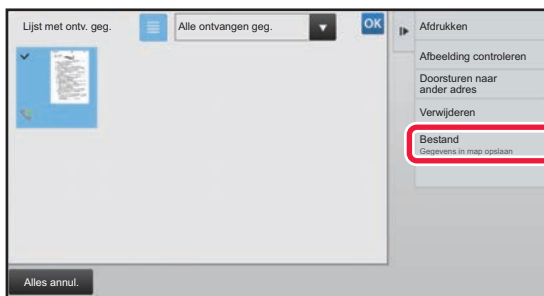 Lijst met ontv. geg.
Alle ontvangen geg.
OK
Afdrukken
Afbeelding controleren
Doorsturen naar
ander adres
Verwijderen
Bestand
Gegevens in map opslaan
Alles annul.